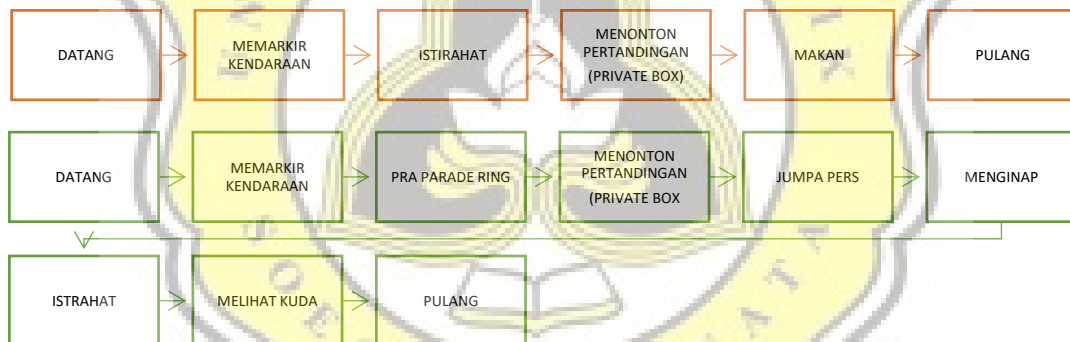 DATANG
MEMARKIR
KENDARAAN
ISTIRAHAT
MENONTON
PERTANDINGAN
(PRIVATE BOX)
MAKAN
PULANG
DATANG
MEMARKIR
KENDARAAN
PRA PARADE RING
MENONTON
PERTANDINGAN
(PRIVATE BOX
JUMPA PERS
MENGINAP
ISTRAHAT
MELIHAT KUDA
PULANG